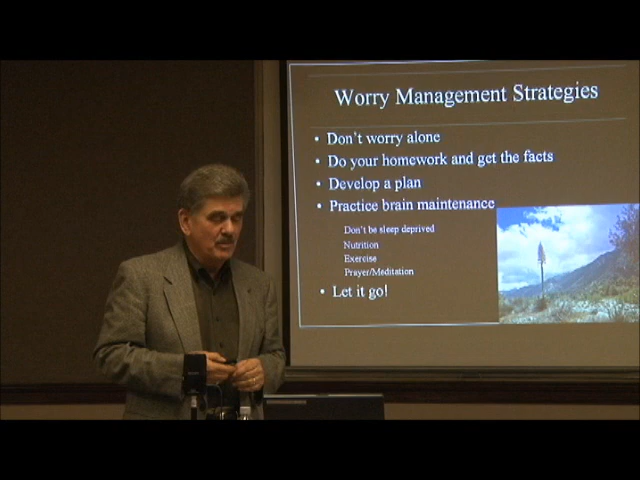 Worry Management Strategies
• Don't worry alone
• Do your homework and get the facts
• Develop a plan
• Practice brain maintenance
Don't be sleep deprived
Nutrition
Exercise
Prayer/Meditation
• Let it go!